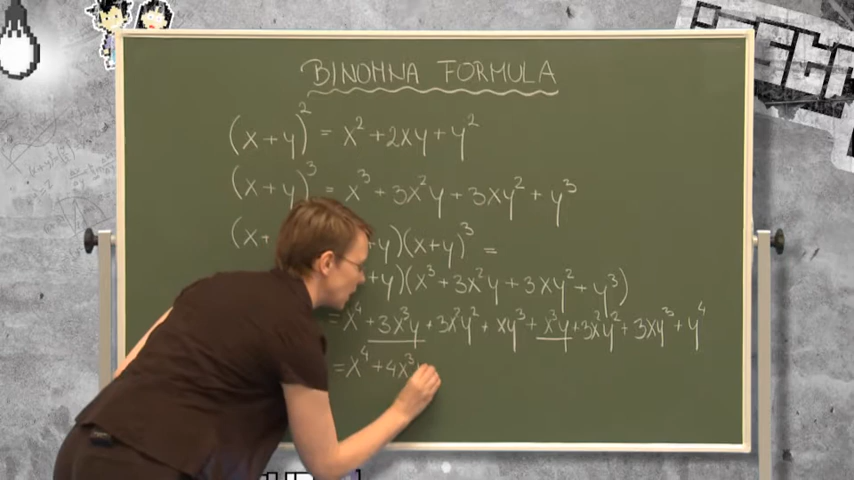 BINOMNA FORMULA
(x+y)² = x² + 2xy + y²
(x+y)³ = x³ + 3x²y + 3xy² + y³
(x+ +y)(x+y)³ =
+y)(x³ + 3x²y + 3xy² + y³)
= x⁴ + 3x³y + 3x²y² + xy³ + x³y + 3x²y² + 3xy³ + y⁴
= x⁴ + 4x³